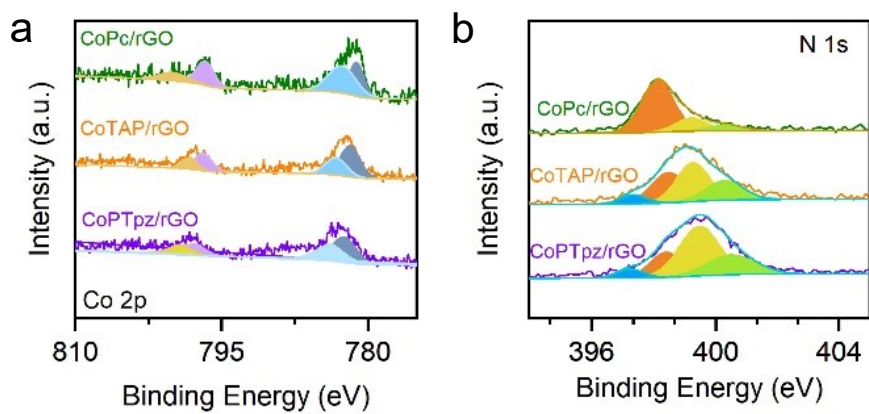 a
CoPc/rGO
CoTAP/rGO
CoPTpz/rGO
Co 2p
Intensity (a.u.)
810 795 780
Binding Energy (eV)
b
N 1s
CoPc/rGO
CoTAP/rGO
CoPTpz/rGO
Intensity (a.u.)
396 400 404
Binding Energy (eV)